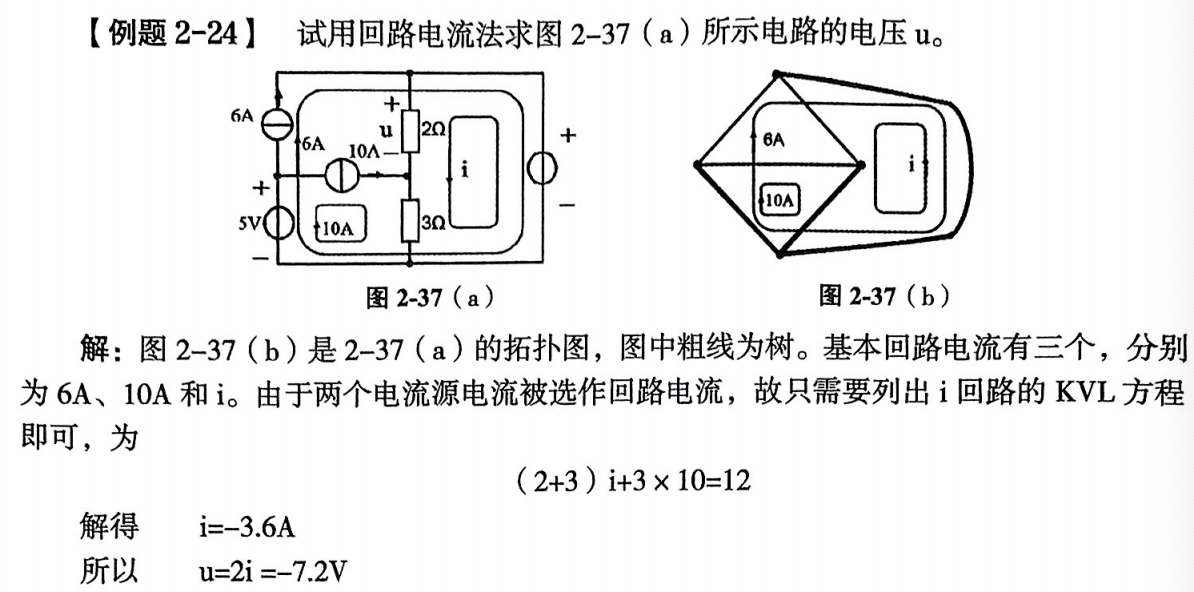 【例题 2-24】 试用回路电流法求图 2-37（a）所示电路的电压 u。
6A
6A
10A
+
u
−
2Ω
i
+
−
+
5V
−
10A
3Ω
6A
10A
i
图 2-37（a）
图 2-37（b）
解：图 2-37（b）是 2-37（a）的拓扑图，图中粗线为树。基本回路电流有三个，分别
为 6A、10A 和 i。由于两个电流源电流被选作回路电流，故只需要列出 i 回路的 KVL 方程
即可，为
（2+3）i+3×10=12
解得 i=-3.6A
所以 u=2i =-7.2V